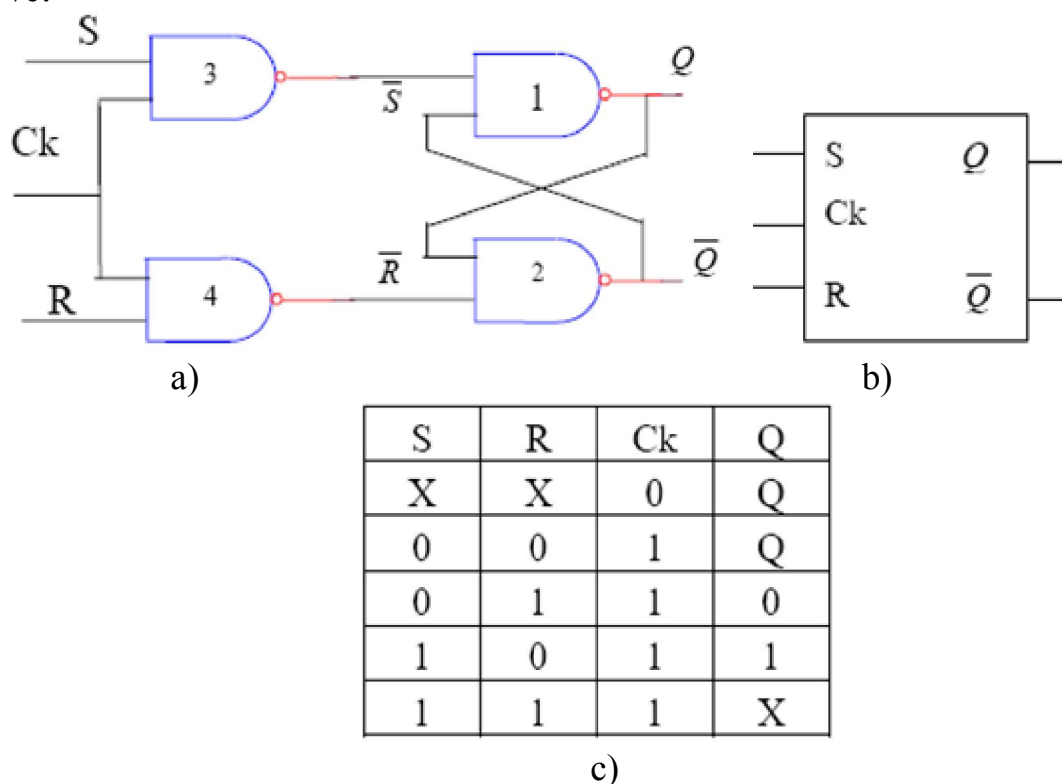 S
3
S̅
1
Q
Ck
R̅
2
Q̅
R
4
a)
S Q
Ck
R Q̅
b)
S R Ck Q
X X 0 Q
0 0 1 Q
0 1 1 0
1 0 1 1
1 1 1 X
c)